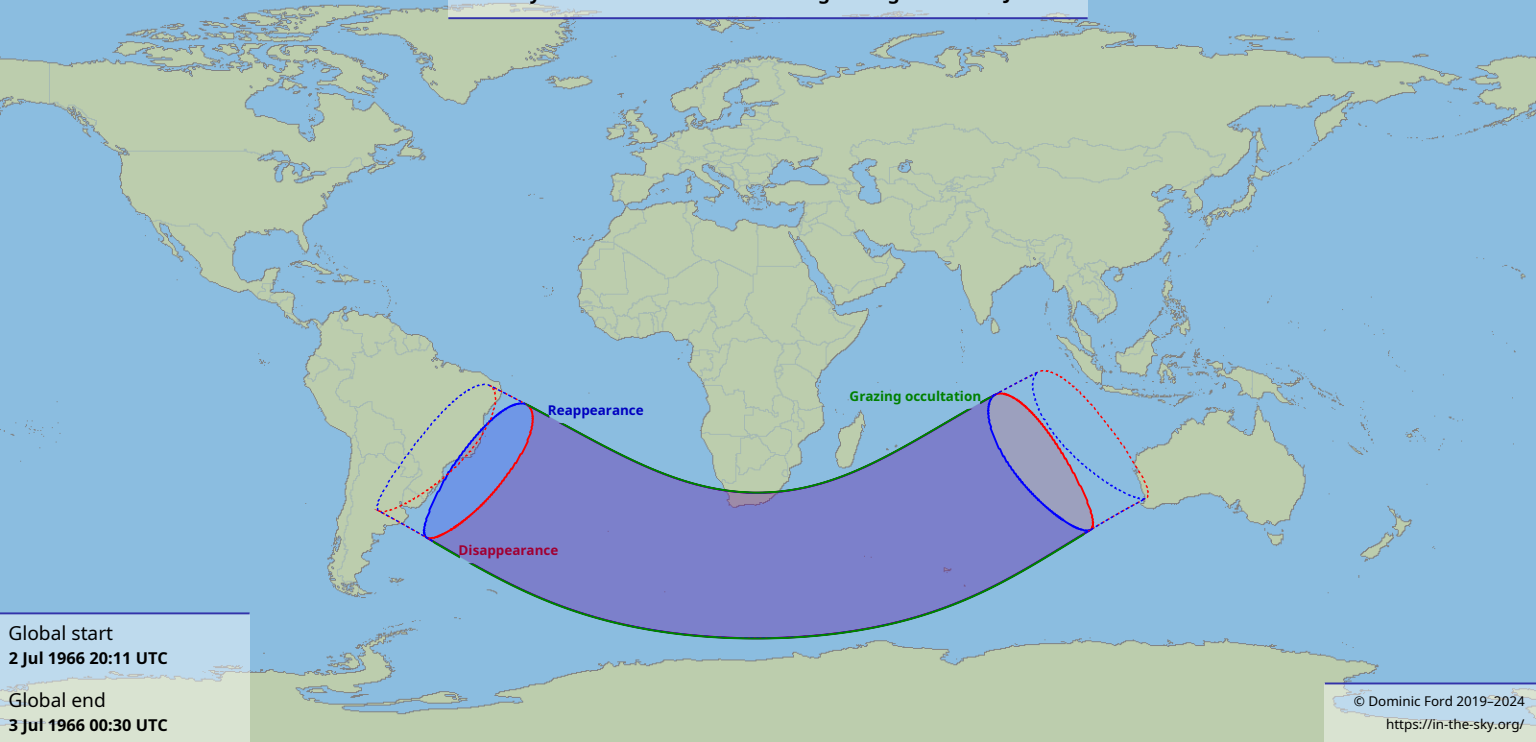 Reappearance
Grazing occultation
Disappearance
Global start
2 Jul 1966 20:11 UTC
Global end
3 Jul 1966 00:30 UTC
© Dominic Ford 2019–2024
https://in-the-sky.org/